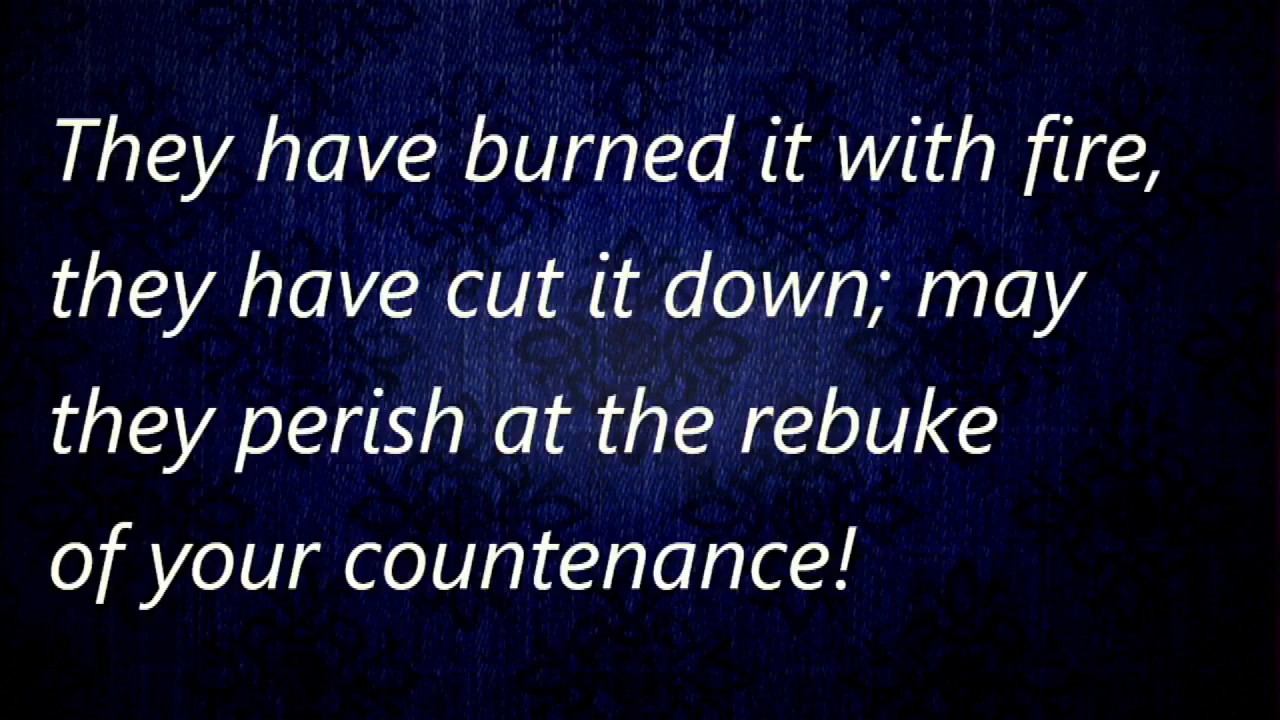 They have burned it with fire,
they have cut it down; may
they perish at the rebuke
of your countenance!